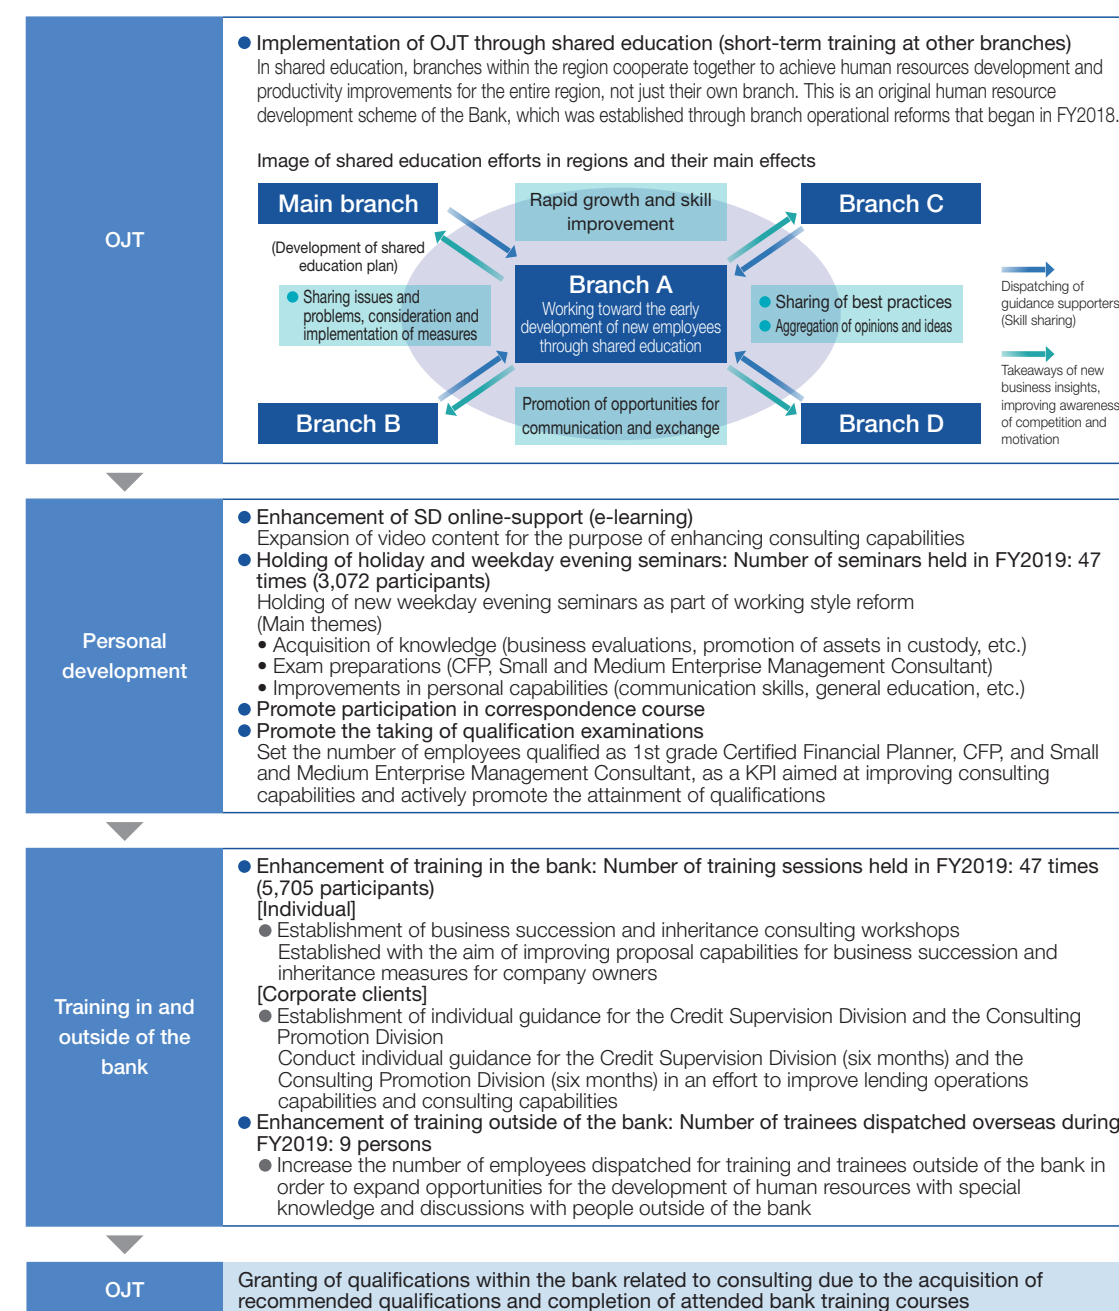 OJT
● Implementation of OJT through shared education (short-term training at other branches)
In shared education, branches within the region cooperate together to achieve human resources development and
productivity improvements for the entire region, not just their own branch. This is an original human resource
development scheme of the Bank, which was established through branch operational reforms that began in FY2018.
Image of shared education efforts in regions and their main effects
Main branch
(Development of shared
education plan)
Rapid growth and skill
improvement
Branch C
● Sharing issues and
problems, consideration and
implementation of measures
Branch A
Working toward the early
development of new employees
through shared education
● Sharing of best practices
● Aggregation of opinions and ideas
Branch B
Promotion of opportunities for
communication and exchange
Branch D
Dispatching of
guidance supporters
(Skill sharing)
Takeaways of new
business insights,
improving awareness
of competition and
motivation
Personal
development
● Enhancement of SD online-support (e-learning)
Expansion of video content for the purpose of enhancing consulting capabilities
● Holding of holiday and weekday evening seminars: Number of seminars held in FY2019: 47
times (3,072 participants)
Holding of new weekday evening seminars as part of working style reform
(Main themes)
• Acquisition of knowledge (business evaluations, promotion of assets in custody, etc.)
• Exam preparations (CFP, Small and Medium Enterprise Management Consultant)
• Improvements in personal capabilities (communication skills, general education, etc.)
● Promote participation in correspondence course
● Promote the taking of qualification examinations
Set the number of employees qualified as 1st grade Certified Financial Planner, CFP, and Small
and Medium Enterprise Management Consultant, as a KPI aimed at improving consulting
capabilities and actively promote the attainment of qualifications
Training in and
outside of the
bank
● Enhancement of training in the bank: Number of training sessions held in FY2019: 47 times
(5,705 participants)
[Individual]
● Establishment of business succession and inheritance consulting workshops
Established with the aim of improving proposal capabilities for business succession and
inheritance measures for company owners
[Corporate clients]
● Establishment of individual guidance for the Credit Supervision Division and the Consulting
Promotion Division
Conduct individual guidance for the Credit Supervision Division (six months) and the
Consulting Promotion Division (six months) in an effort to improve lending operations
capabilities and consulting capabilities
● Enhancement of training outside of the bank: Number of trainees dispatched overseas during
FY2019: 9 persons
● Increase the number of employees dispatched for training and trainees outside of the bank in
order to expand opportunities for the development of human resources with special
knowledge and discussions with people outside of the bank
OJT
Granting of qualifications within the bank related to consulting due to the acquisition of
recommended qualifications and completion of attended bank training courses